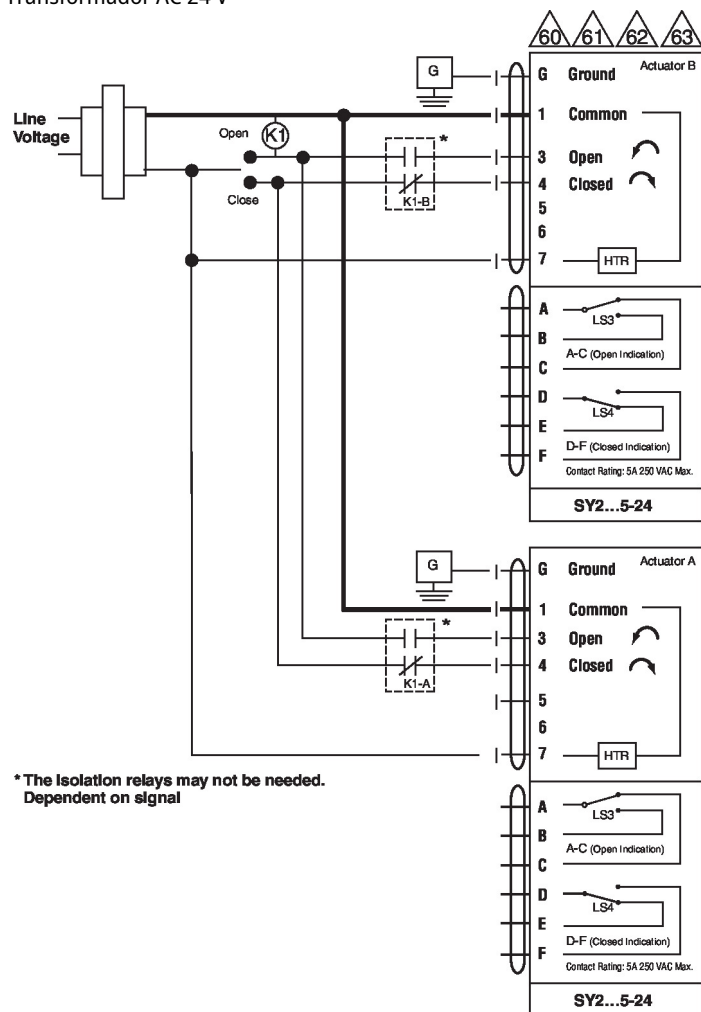 Transformador AC 24 V
60 61 62 63
Line
Voltage
Open
K1
Close
*
K1-B
G
G Ground
Actuator B
1 Common
3 Open
4 Closed
5
6
7 HTR
A
LS3
B
A-C (Open Indication)
C
D
LS4
E
D-F (Closed Indication)
F
Contact Rating: 5A 250 VAC Max.
SY2...5-24
G
G Ground
Actuator A
1 Common
*
3 Open
4 Closed
K1-A
5
6
7 HTR
* The Isolation relays may not be needed.
Dependent on signal
A
LS3
B
A-C (Open Indication)
C
D
LS4
E
D-F (Closed Indication)
F
Contact Rating: 5A 250 VAC Max.
SY2...5-24